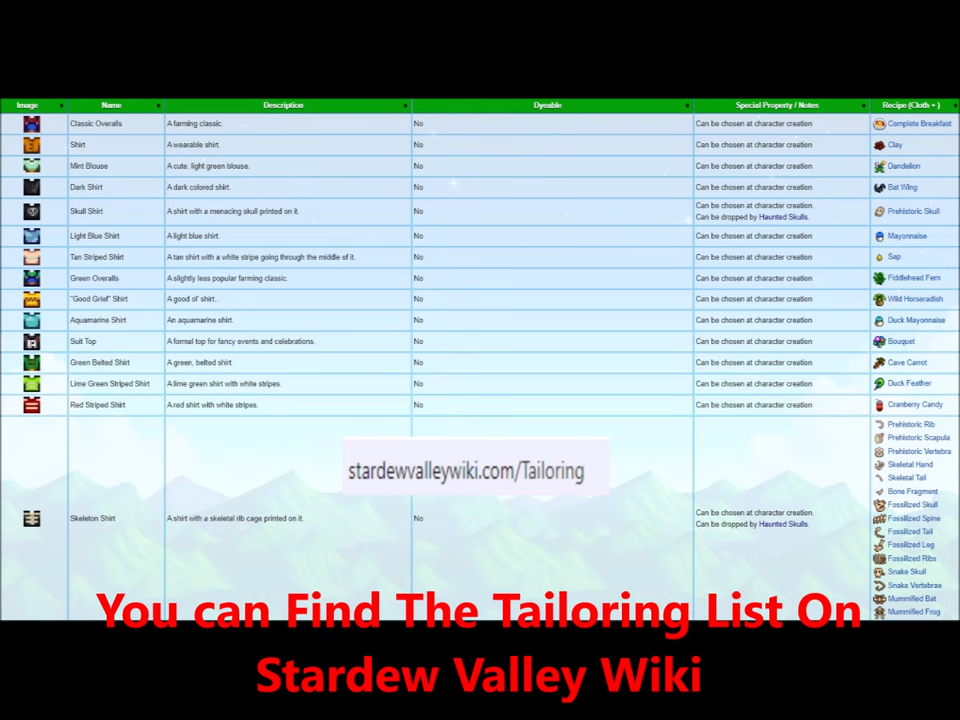 Image Name Description Dyeable Special Property / Notes Recipe (Cloth + )
Classic Overalls A farming classic. No Can be chosen at character creation Complete Breakfast
Shirt A wearable shirt. No Can be chosen at character creation Clay
Mint Blouse A cute, light green blouse. No Can be chosen at character creation Dandelion
Dark Shirt A dark colored shirt. No Can be chosen at character creation Bat Wing
Skull Shirt A shirt with a menacing skull printed on it. No Can be chosen at character creation. Prehistoric Skull
Can be dropped by Haunted Skulls.
Light Blue Shirt A light blue shirt. No Can be chosen at character creation Mayonnaise
Tan Striped Shirt A tan shirt with a white stripe going through the middle of it. No Can be chosen at character creation Sap
Green Overalls A slightly less popular farming classic. No Can be chosen at character creation Fiddlehead Fern
"Good Grief" Shirt A good ol' shirt... No Can be chosen at character creation Wild Horseradish
Aquamarine Shirt An aquamarine shirt. No Can be chosen at character creation Duck Mayonnaise
Suit Top A formal top for fancy events and celebrations. No Can be chosen at character creation Bouquet
Green Belted Shirt A green, belted shirt. No Can be chosen at character creation Cave Carrot
Lime Green Striped Shirt A lime green shirt with white stripes. No Can be chosen at character creation Duck Feather
Red Striped Shirt A red shirt with white stripes. No Can be chosen at character creation Cranberry Candy
Prehistoric Rib
Prehistoric Scapula
Prehistoric Vertebra
Skeletal Hand
stardewvalleywiki.com/Tailoring
Skeletal Tail
Bone Fragment
Fossilized Skull
Skeleton Shirt A shirt with a skeletal rib cage printed on it. No Can be chosen at character creation. Fossilized Spine
Can be dropped by Haunted Skulls.
Fossilized Tail
Fossilized Leg
Fossilized Ribs
Snake Skull
Snake Vertebrae
Mummified Bat
Mummified Frog
You can Find The Tailoring List On
Stardew Valley Wiki